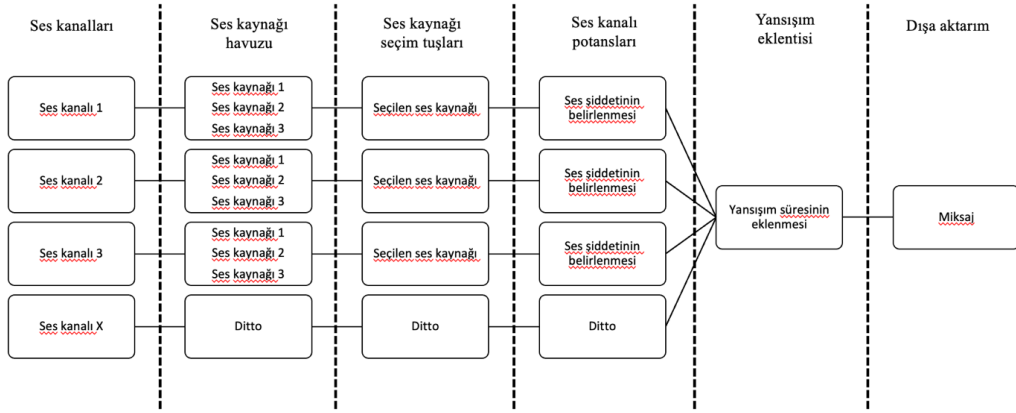 Ses kanalları
Ses kaynağı
havuzu
Ses kaynağı
seçim tuşları
Ses kanalı
potansları
Yansışım
eklentisi
Dışa aktarım
Ses kanalı 1
Ses kaynağı 1
Ses kaynağı 2
Ses kaynağı 3
Seçilen ses kaynağı
Ses şiddetinin
belirlenmesi
Ses kanalı 2
Ses kaynağı 1
Ses kaynağı 2
Ses kaynağı 3
Seçilen ses kaynağı
Ses şiddetinin
belirlenmesi
Ses kanalı 3
Ses kaynağı 1
Ses kaynağı 2
Ses kaynağı 3
Seçilen ses kaynağı
Ses şiddetinin
belirlenmesi
Ses kanalı X
Ditto
Ditto
Ditto
Yansışım süresinin
eklenmesi
Miksaj